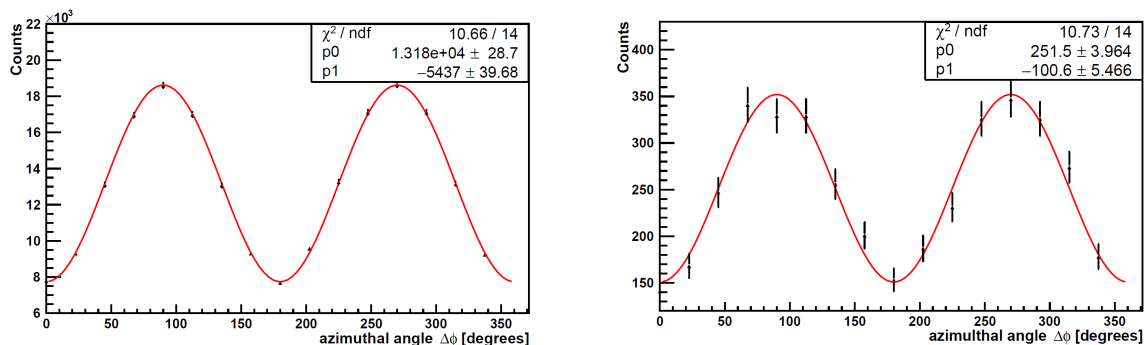 ×10³
Counts
χ² / ndf 10.66 / 14
p0 1.318e+04 ± 28.7
p1 −5437 ± 39.68
22
20
18
16
14
12
10
8
6
0 50 100 150 200 250 300 350
azimuthal angle Δϕ [degrees]
Counts
χ² / ndf 10.73 / 14
p0 251.5 ± 3.964
p1 −100.6 ± 5.466
400
350
300
250
200
150
0 50 100 150 200 250 300 350
azimulthal angle Δϕ [degrees]